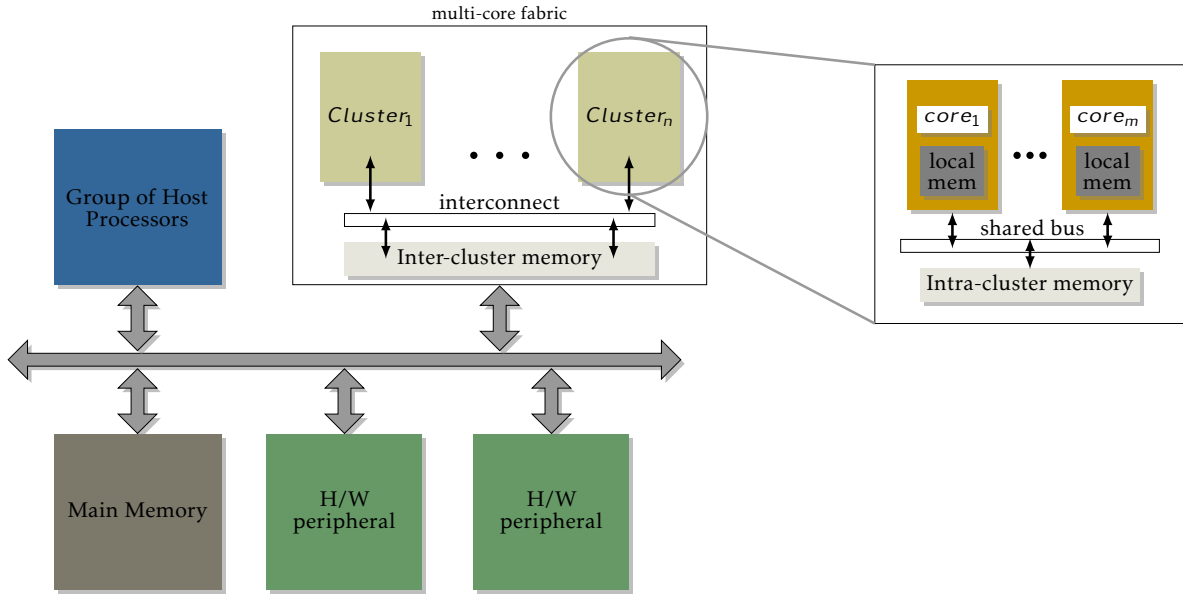 multi-core fabric
Cluster1
. . .
Clustern
interconnect
Inter-cluster memory
core1
local
mem
...
corem
local
mem
shared bus
Intra-cluster memory
Group of Host
Processors
Main Memory
H/W
peripheral
H/W
peripheral